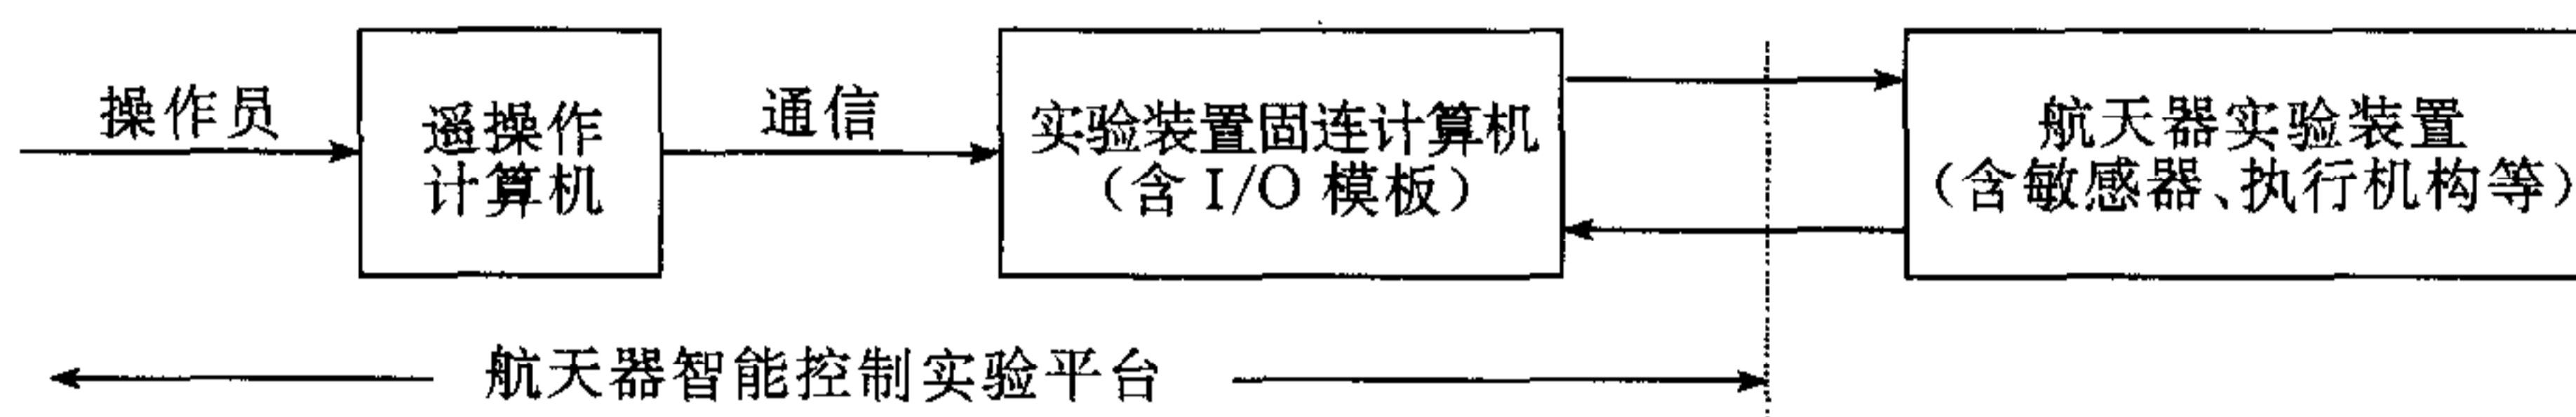 操作员
遥操作
计算机
通信
实验装置固连计算机
（含 I/O 模板）
航天器实验装置
（含敏感器、执行机构等）
航天器智能控制实验平台